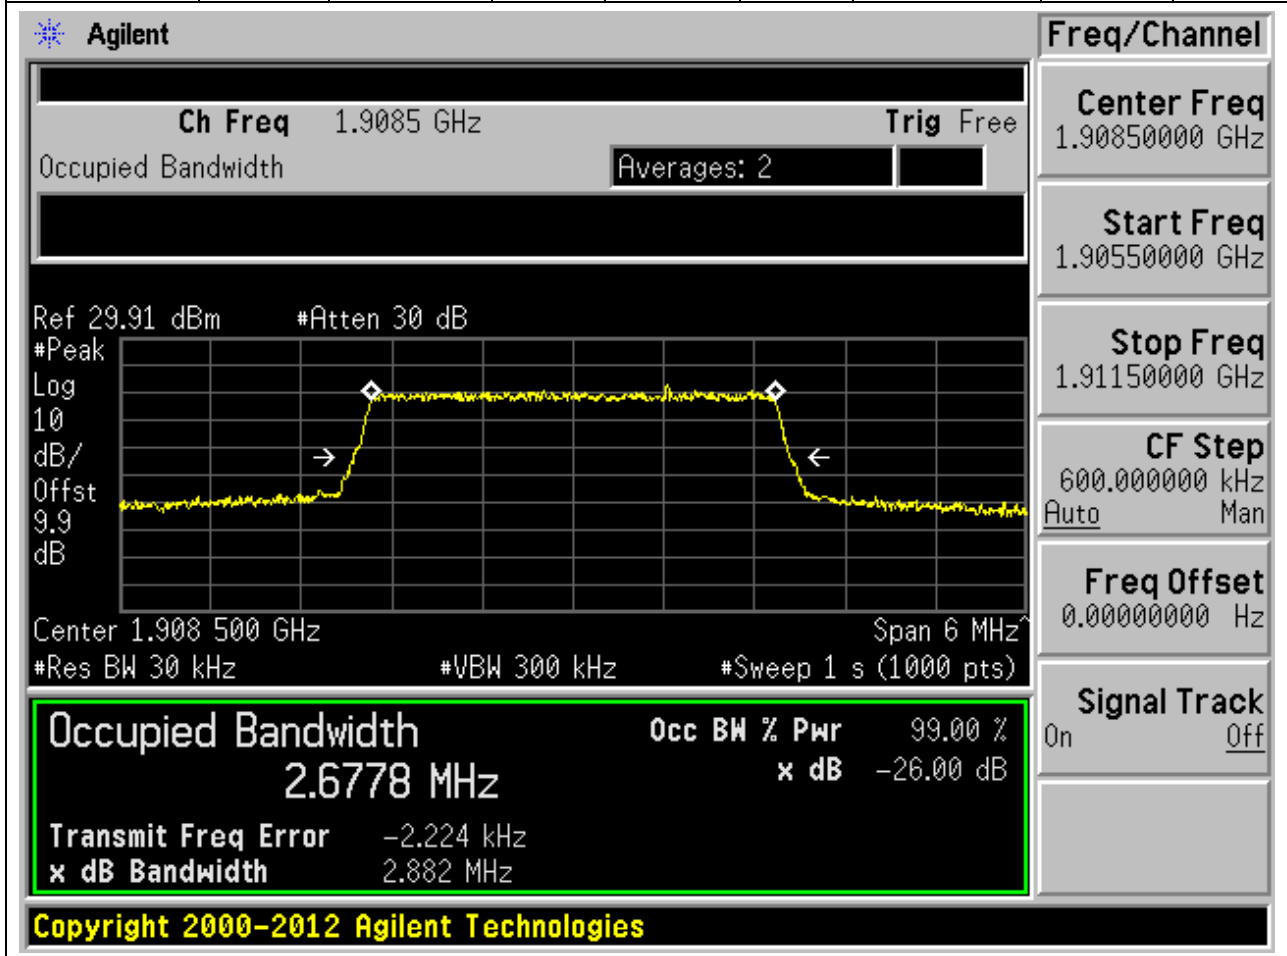 Agilent
Freq/Channel
Ch Freq 1.9085 GHz Trig Free
Occupied Bandwidth Averages: 2
Center Freq
1.90850000 GHz
Start Freq
1.90550000 GHz
Stop Freq
1.91150000 GHz
CF Step
600.000000 kHz
Auto Man
Freq Offset
0.00000000 Hz
Signal Track
On Off
Ref 29.91 dBm #Atten 30 dB
#Peak
Log
10
dB/
Offst
9.9
dB
Center 1.908 500 GHz Span 6 MHz^
#Res BW 30 kHz #VBW 300 kHz #Sweep 1 s (1000 pts)
Occupied Bandwidth Occ BW % Pwr 99.00 %
2.6778 MHz x dB -26.00 dB
Transmit Freq Error -2.224 kHz
x dB Bandwidth 2.882 MHz
Copyright 2000-2012 Agilent Technologies